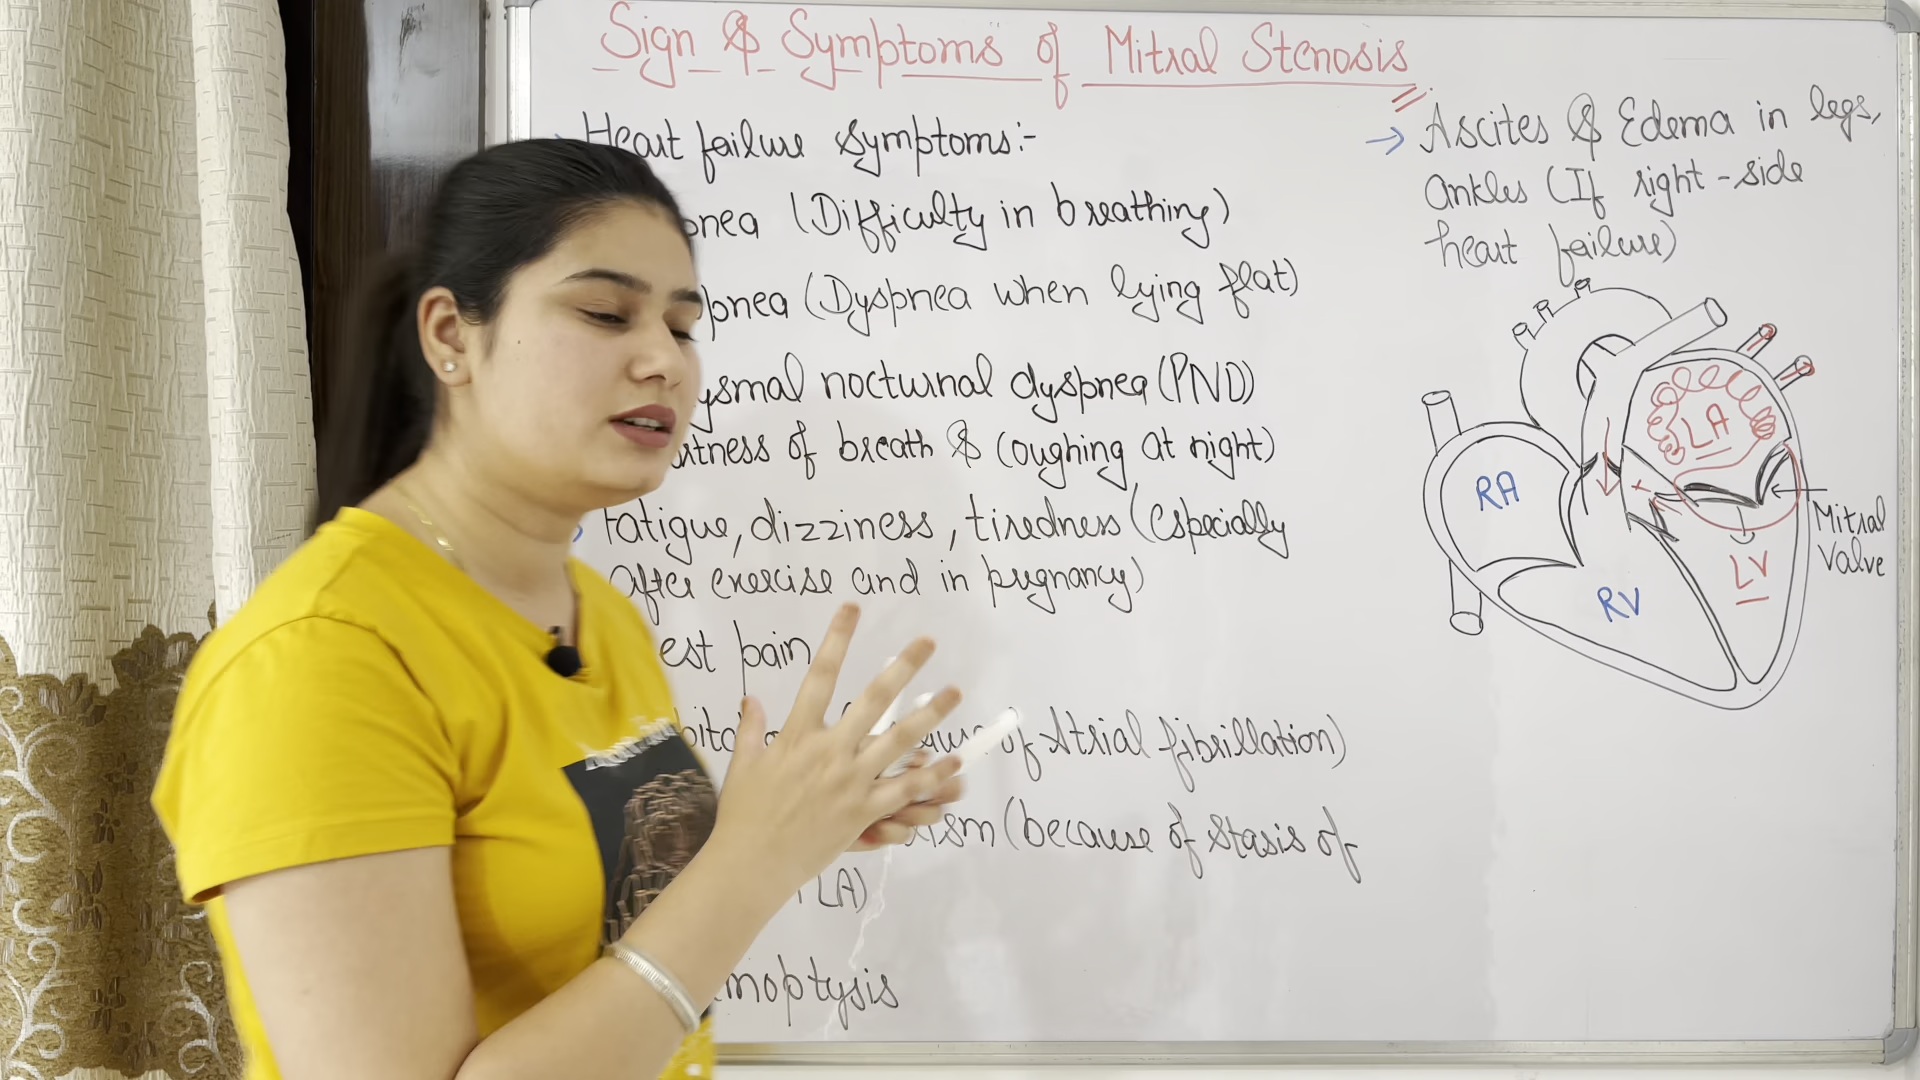 Sign & Symptoms of Mitral Stenosis
Heart failure symptoms:-
pnea (Difficulty in breathing)
pnea (Dyspnea when lying flat)
ysmal nocturnal dyspnea (PND)
tness of breath & Coughing at night)
fatigue, dizziness, tiredness (especially
after exercise and in pregnancy)
est pain
of Atrial fibrillation)
ism (because of stasis of
LA)
moptysis
→ Ascites & Edema in legs,
ankles (If right-side
heart failure)
LA
RA
Mitral
Valve
LV
RV